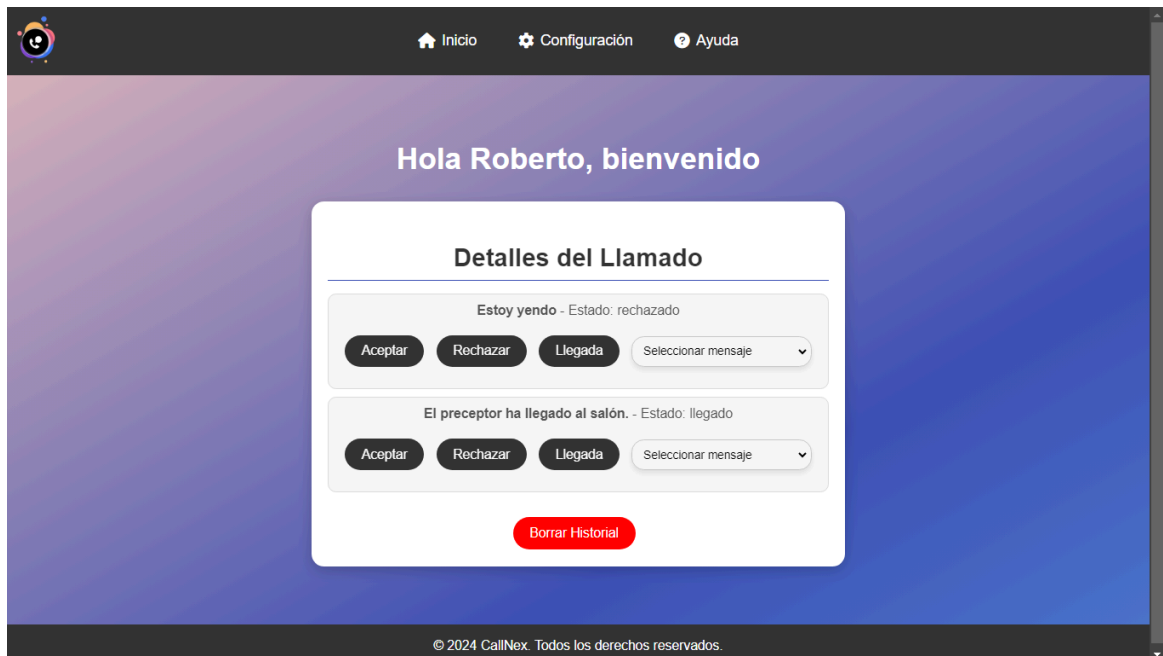 Inicio Configuración Ayuda
Hola Roberto, bienvenido
Detalles del Llamado
Estoy yendo - Estado: rechazado
Aceptar Rechazar Llegada Seleccionar mensaje
El preceptor ha llegado al salón. - Estado: llegado
Aceptar Rechazar Llegada Seleccionar mensaje
Borrar Historial
© 2024 CallNex. Todos los derechos reservados.